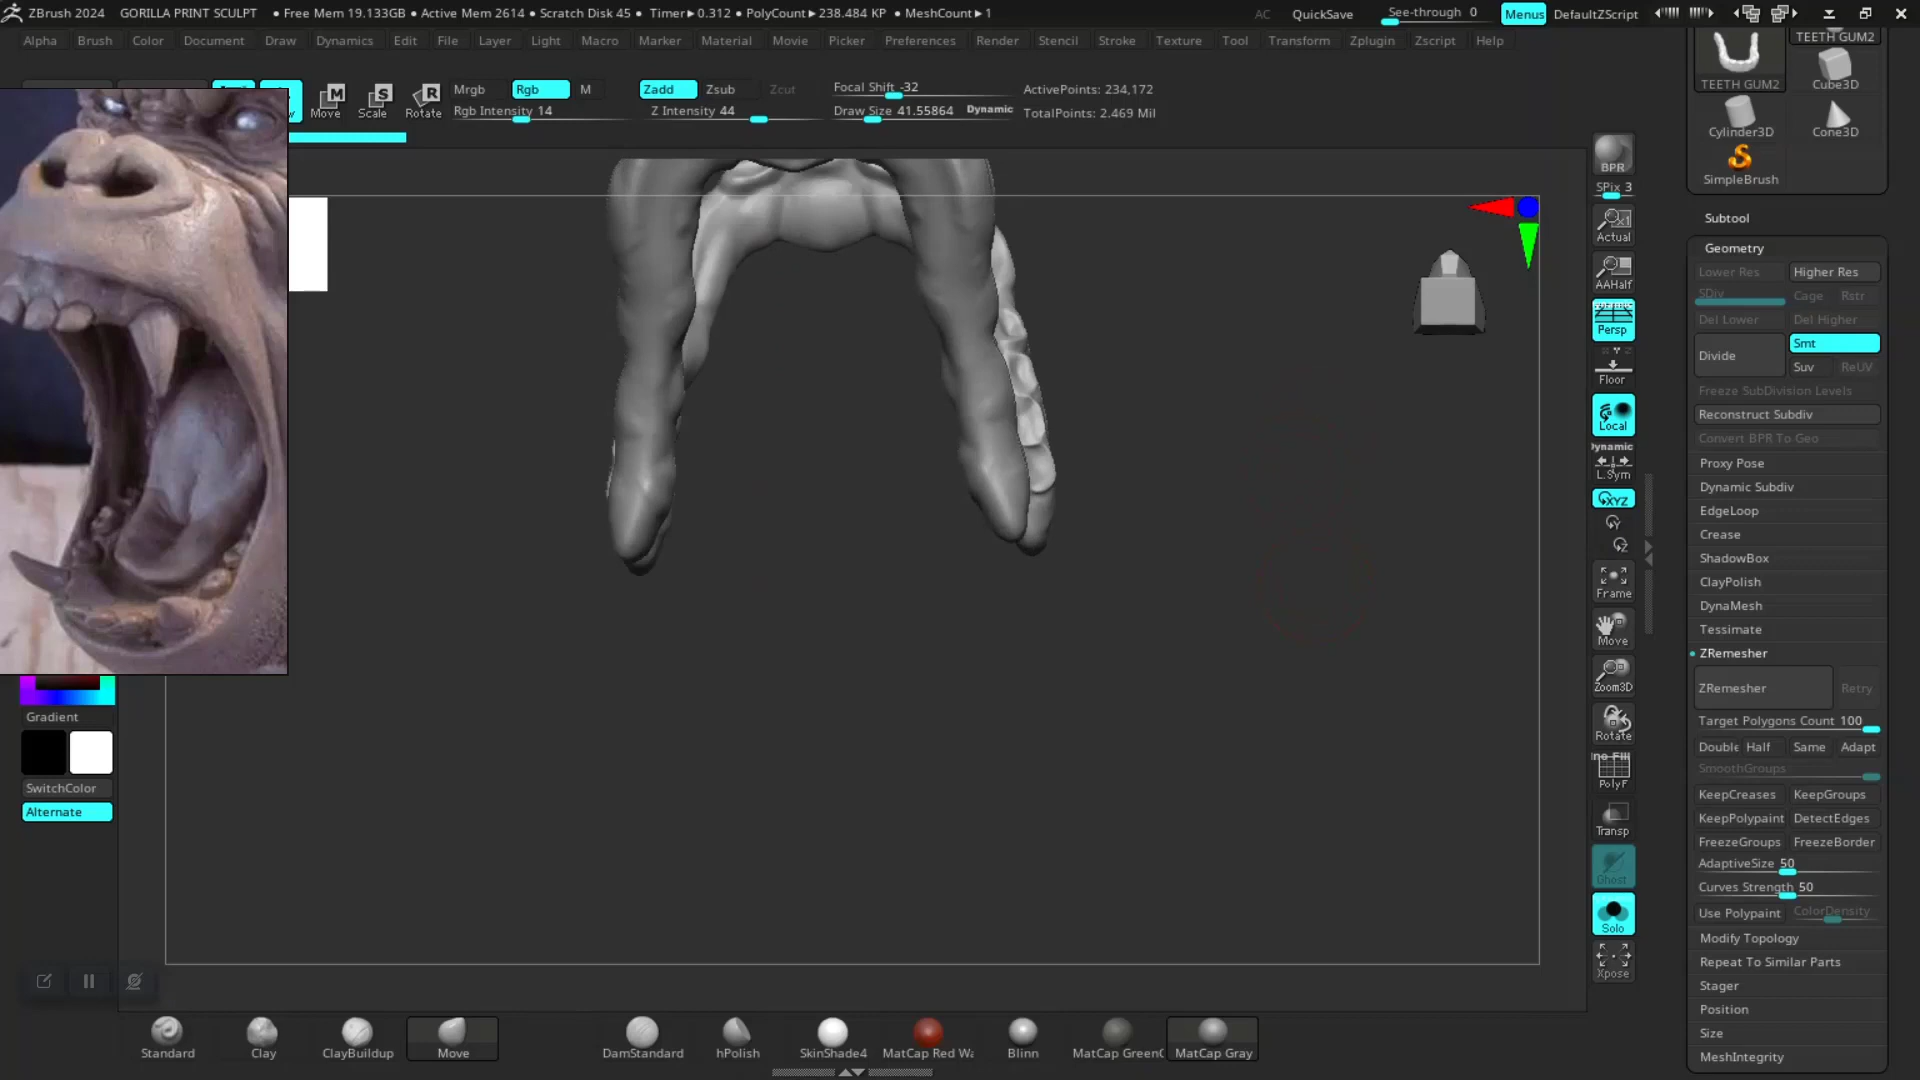 ZBrush 2024 GORILLA PRINT SCULPT • Free Mem 19.133GB • Active Mem 2614 • Scratch Disk 45 • Timer▸0.312 • PolyCount▸238.484 KP • MeshCount▸1
AC QuickSave See-through 0 Menus DefaultZScript
Alpha Brush Color Document Draw Dynamics Edit File Layer Light Macro Marker Material Movie Picker Preferences Render Stencil Stroke Texture Tool Transform Zplugin Zscript Help
Move Scale Rotate
Mrgb Rgb M
Rgb Intensity 14
Zadd Zsub Zcut
Z Intensity 44
Focal Shift -32
Draw Size 41.55864 Dynamic
ActivePoints: 234,172
TotalPoints: 2.469 Mil
Gradient
SwitchColor
Alternate
BPR
SPix 3
Actual
AAHalf
Persp
Floor
Local
Dynamic
L.Sym
XYZ
Y
Z
Frame
Move
Zoom3D
Rotate
PolyF
Transp
Ghost
Solo
Xpose
TEETH GUM2
TEETH GUM2 Cube3D
Cylinder3D Cone3D
SimpleBrush
Subtool
Geometry
Lower Res Higher Res
SDiv Cage Rstr
Del Lower Del Higher
Divide Smt
Suv ReUV
Freeze SubDivision Levels
Reconstruct Subdiv
Convert BPR To Geo
Proxy Pose
Dynamic Subdiv
EdgeLoop
Crease
ShadowBox
ClayPolish
DynaMesh
Tessimate
ZRemesher
ZRemesher Retry
Target Polygons Count 100
Double Half Same Adapt
SmoothGroups
KeepCreases KeepGroups
KeepPolypaint DetectEdges
FreezeGroups FreezeBorder
AdaptiveSize 50
Curves Strength 50
Use Polypaint ColorDensity
Modify Topology
Repeat To Similar Parts
Stager
Position
Size
MeshIntegrity
Standard Clay ClayBuildup Move DamStandard hPolish SkinShade4 MatCap Red Wa Blinn MatCap GreenC MatCap Gray